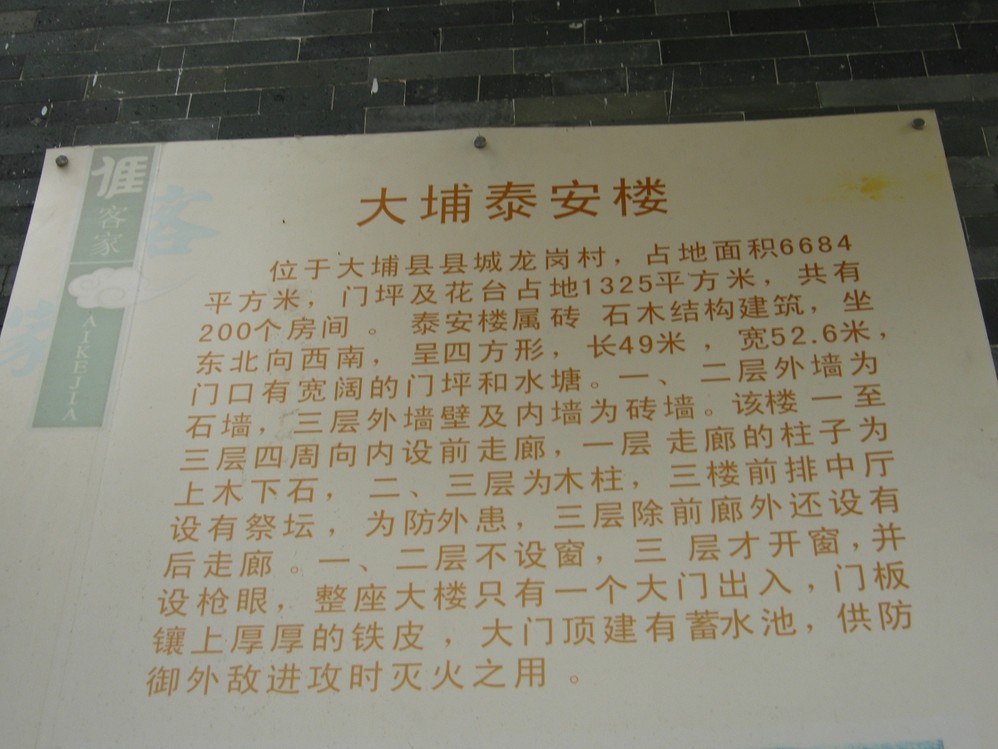 涯
客家
AIKEJIA
客
家
大埔泰安楼
位于大埔县县城龙岗村，占地面积6684
平方米，门坪及花台占地1325平方米，共有
200个房间 。 泰安楼属砖 石木结构建筑，坐
东北向西南， 呈四方形，长49米 ，宽52.6米，
门口有宽阔的门坪和水塘。一、 二层外墙为
石墙，三层外墙壁及内墙为砖墙。该楼 一至
三层四周向内设前走廊，一层 走廊的柱子为
上木下石， 二、三层为木柱，三楼前排中厅
设有祭坛，为防外患，三层除前廊外还设有
后走廊 。一、二层不设窗，三 层才开窗，并
设枪眼，整座大楼只有一个大门出入，门板
镶上厚厚的铁皮 ，大门顶建有蓄水池，供防
御外敌进攻时灭火之用 。